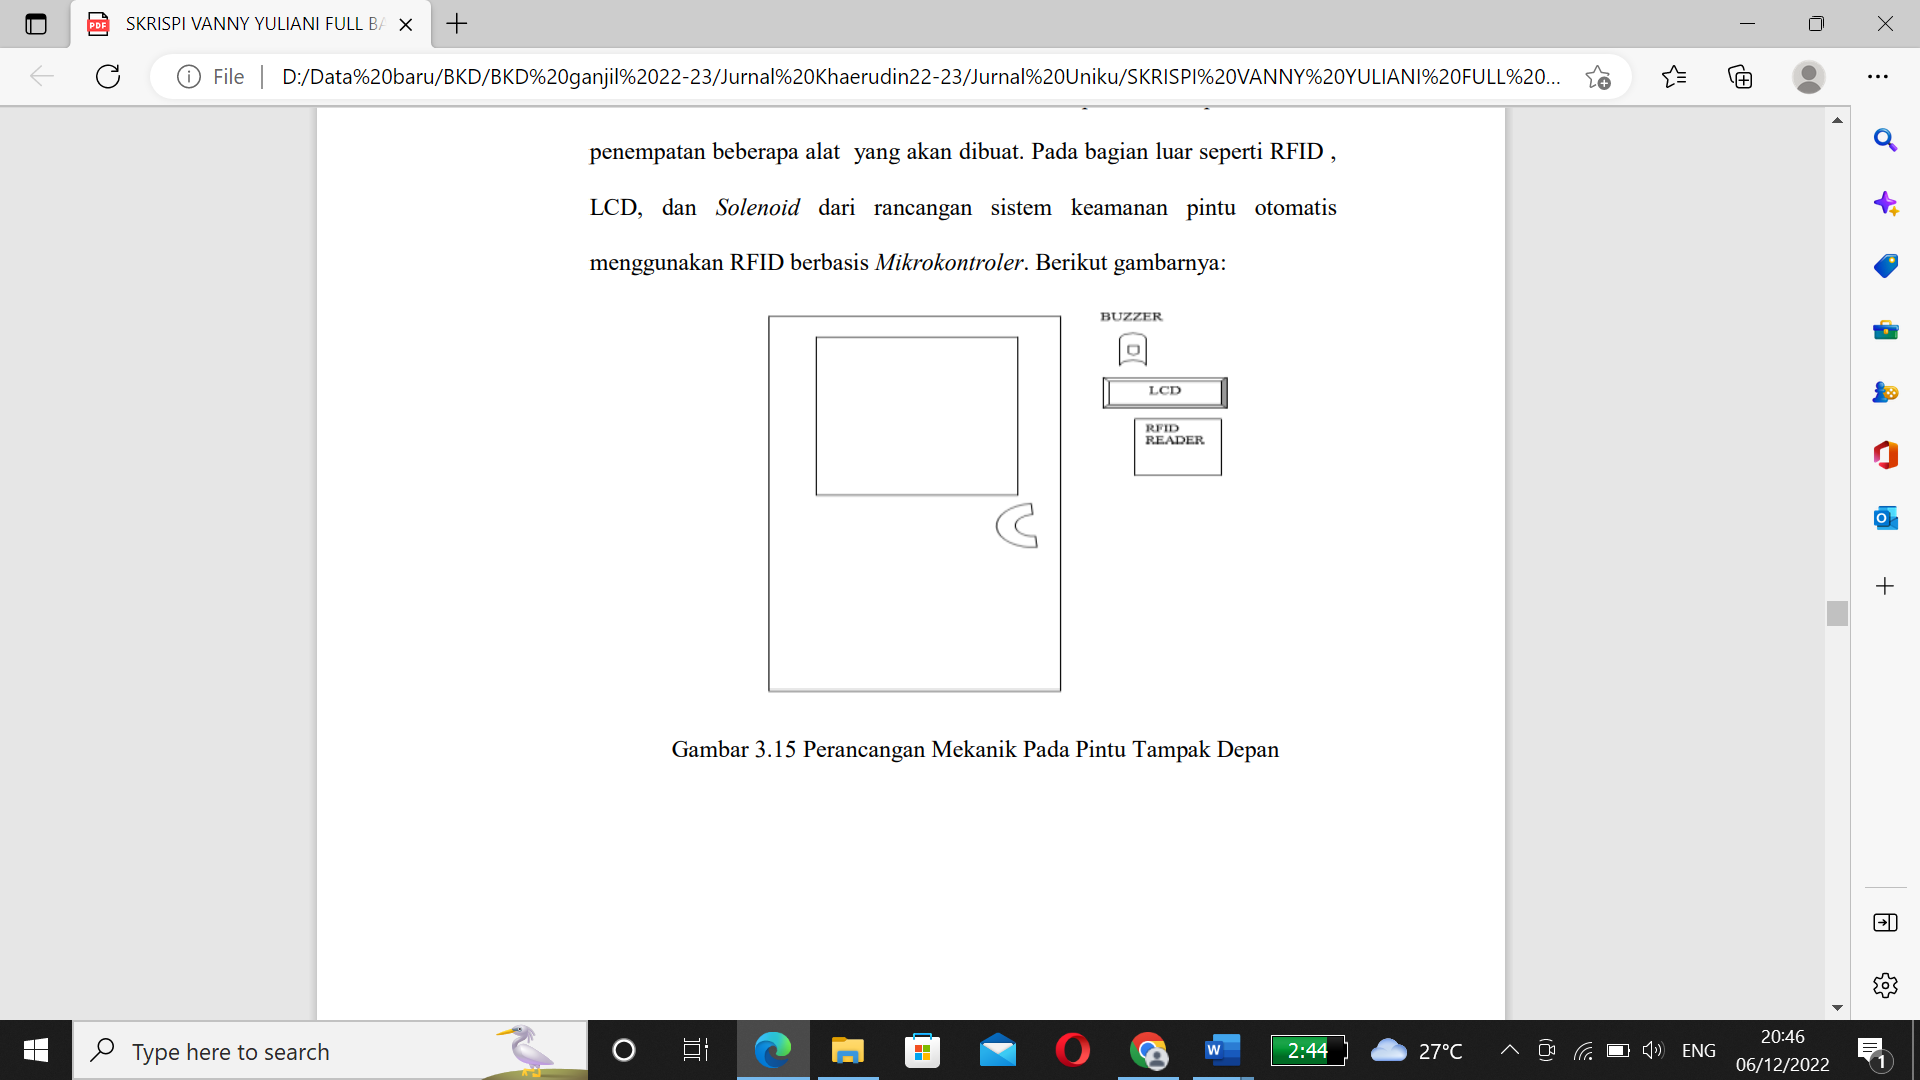 SKRISPI VANNY YULIANI FULL BA
File
D:/Data%20baru/BKD/BKD%20ganjil%2022-23/Jurnal%20Khaerudin22-23/Jurnal%20Uniku/SKRISPI%20VANNY%20YULIANI%20FULL%20...
penempatan beberapa alat  yang akan dibuat. Pada bagian luar seperti RFID ,
LCD, dan Solenoid dari rancangan sistem keamanan pintu otomatis
menggunakan RFID berbasis Mikrokontroler. Berikut gambarnya:
BUZZER
LCD
RFID
READER
Gambar 3.15 Perancangan Mekanik Pada Pintu Tampak Depan
Type here to search
2:44
27°C
ENG
20:46
06/12/2022
1